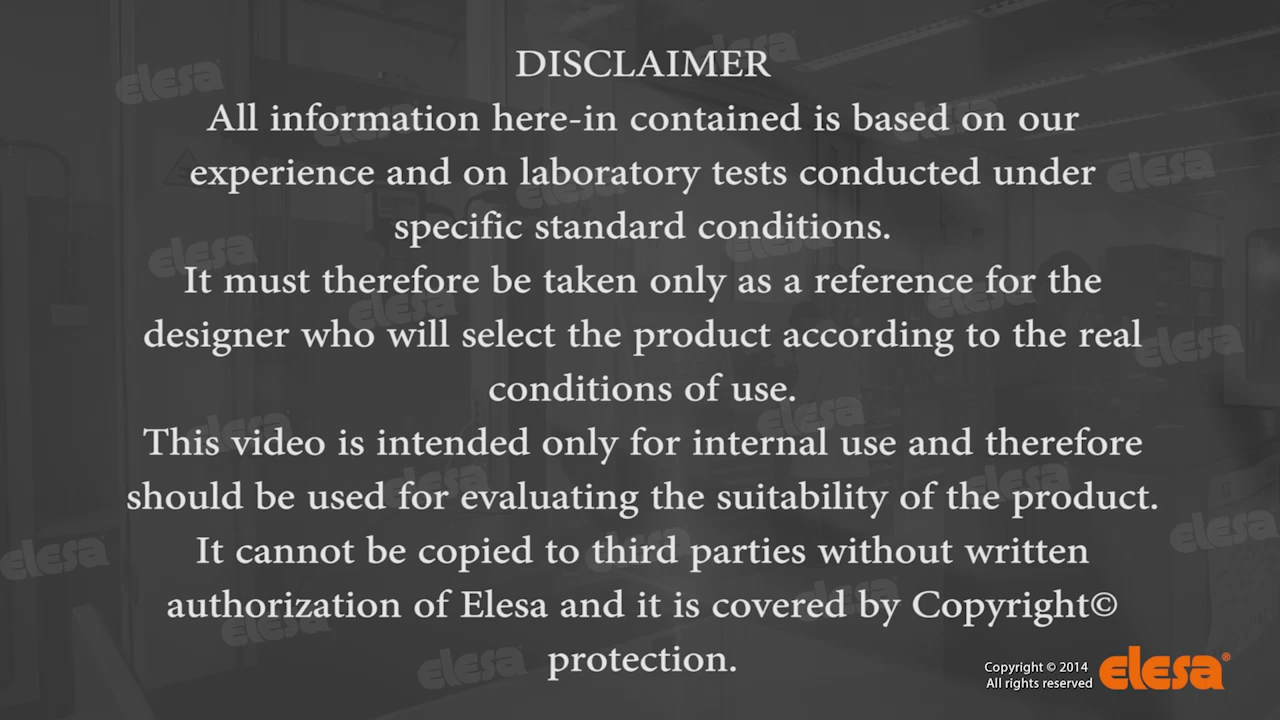 DISCLAIMER
All information here-in contained is based on our
experience and on laboratory tests conducted under
specific standard conditions.
It must therefore be taken only as a reference for the
designer who will select the product according to the real
conditions of use.
This video is intended only for internal use and therefore
should be used for evaluating the suitability of the product.
It cannot be copied to third parties without written
authorization of Elesa and it is covered by Copyright©
protection.
Copyright © 2014
All rights reserved
elesa®